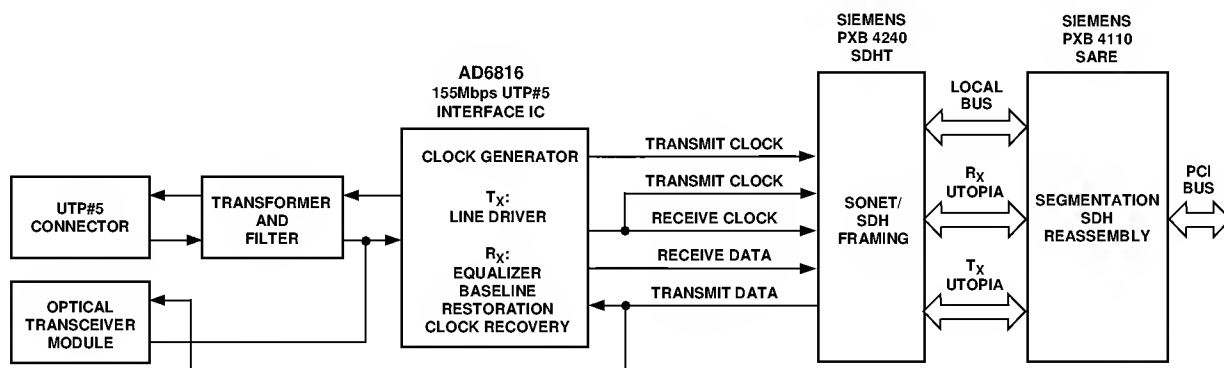 SIEMENS
PXB 4240
SDHT
SIEMENS
PXB 4110
SARE
AD6816
155Mbps UTP#5
INTERFACE IC
UTP#5
CONNECTOR
TRANSFORMER
AND
FILTER
OPTICAL
TRANSCEIVER
MODULE
CLOCK GENERATOR
TX:
LINE DRIVER
RX:
EQUALIZER
BASELINE
RESTORATION
CLOCK RECOVERY
TRANSMIT CLOCK
TRANSMIT CLOCK
RECEIVE CLOCK
RECEIVE DATA
TRANSMIT DATA
SONET/
SDH
FRAMING
LOCAL
BUS
RX
UTOPIA
TX
UTOPIA
SEGMENTATION
SDH
REASSEMBLY
PCI
BUS